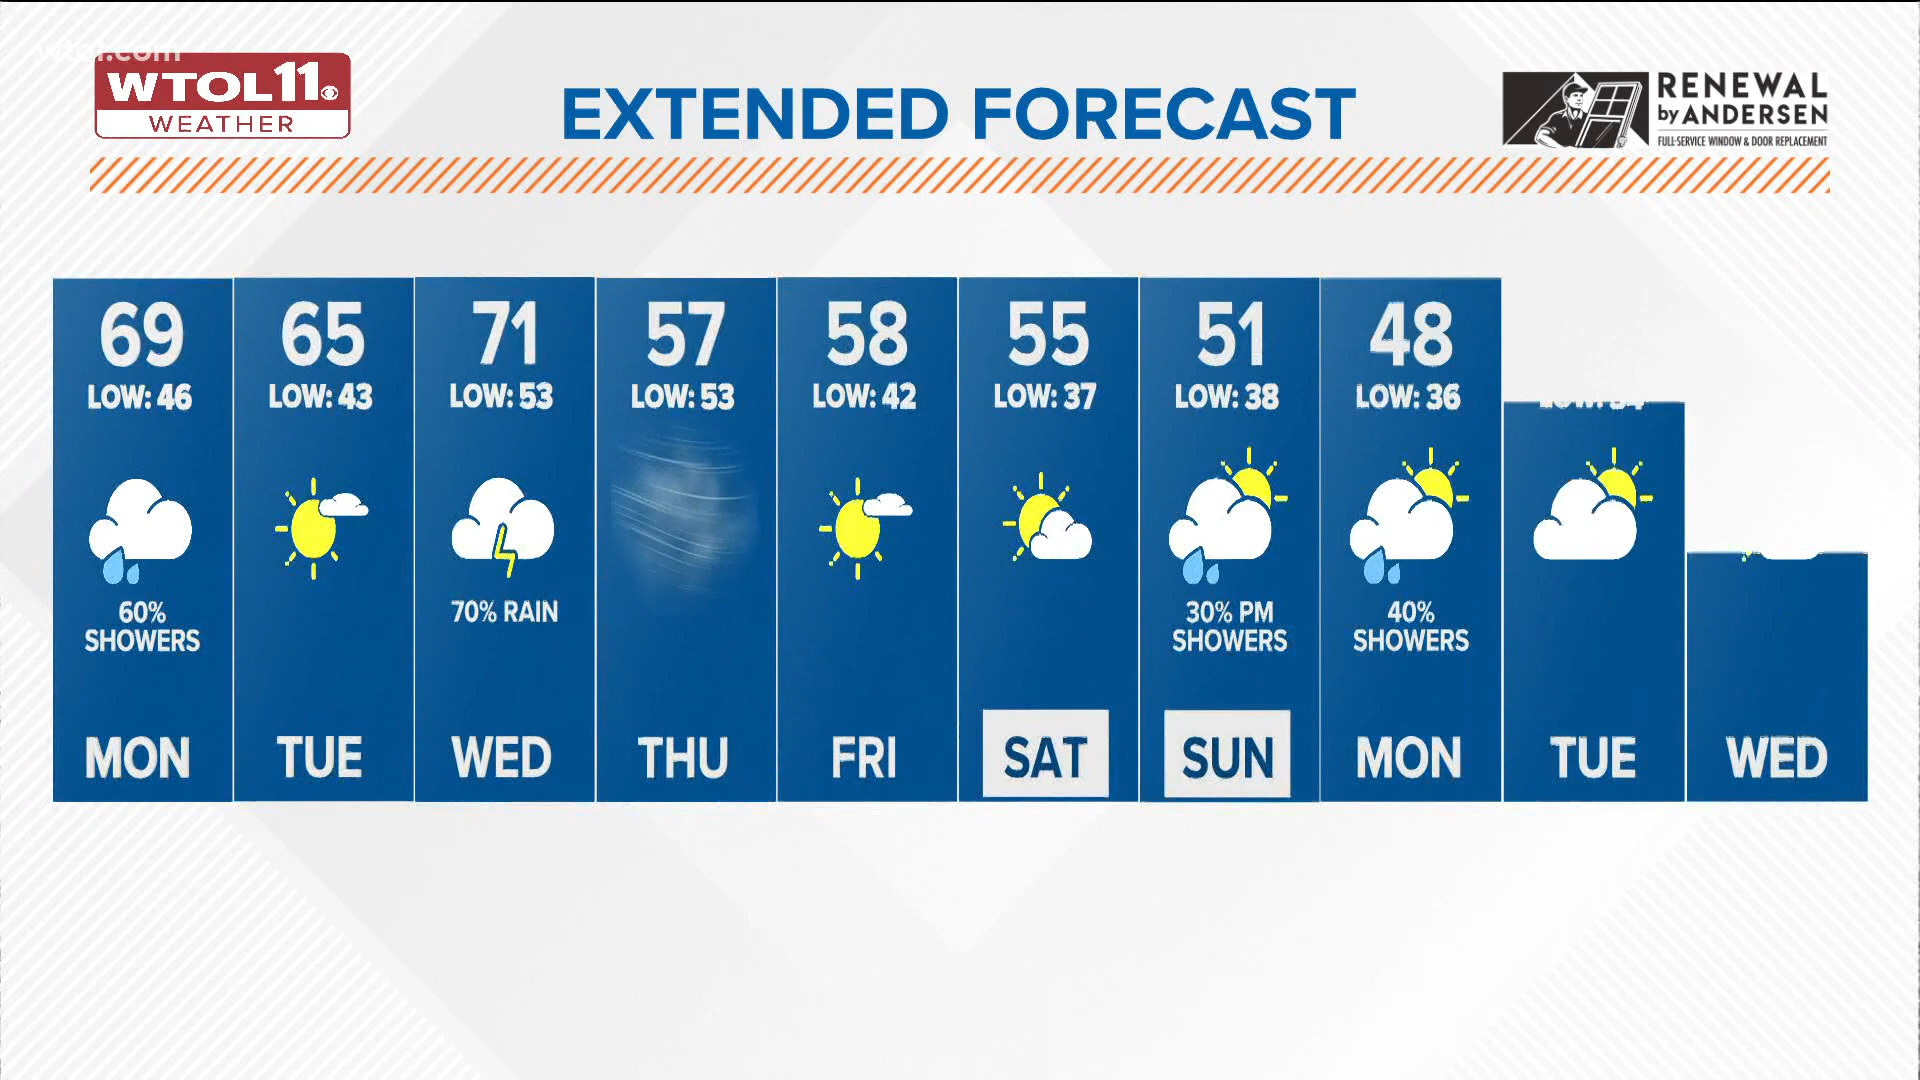 WTOL 11
WEATHER
EXTENDED FORECAST
RENEWAL
by ANDERSEN
FULL-SERVICE WINDOW & DOOR REPLACEMENT
69
LOW: 46
60%
SHOWERS
MON
65
LOW: 43
TUE
71
LOW: 53
70% RAIN
WED
57
LOW: 53
THU
58
LOW: 42
FRI
55
LOW: 37
SAT
51
LOW: 38
30% PM
SHOWERS
SUN
48
LOW: 36
40%
SHOWERS
MON
TUE
WED